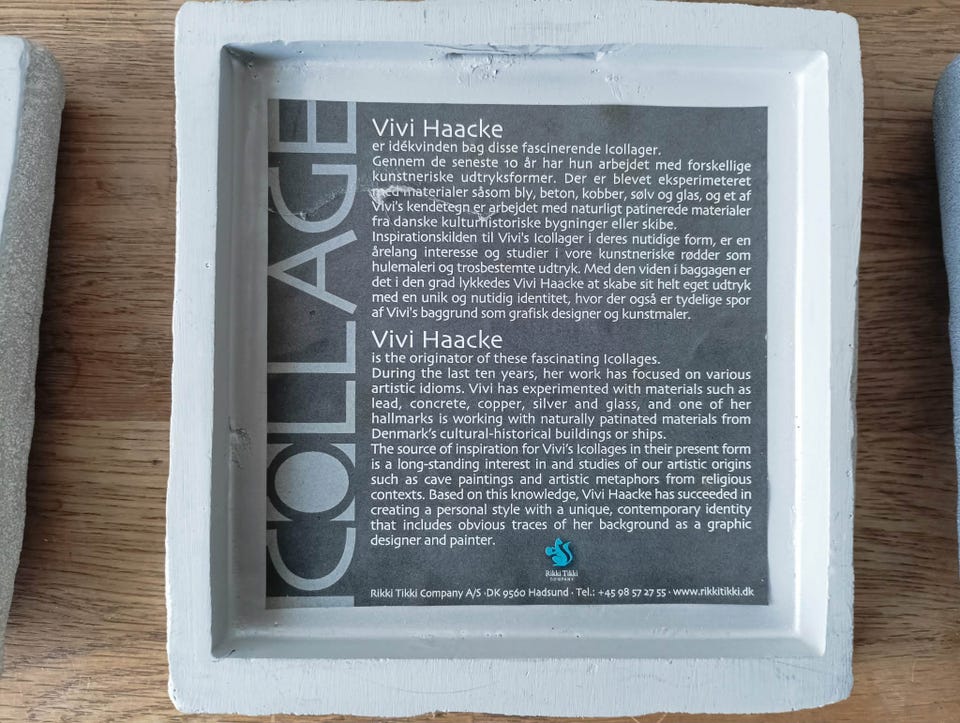 ICOLLAGE
Vivi Haacke
er idékvinden bag disse fascinerende Icollager.
Gennem de seneste 10 år har hun arbejdet med forskellige
kunstneriske udtryksformer. Der er blevet eksperimeteret
med materialer såsom bly, beton, kobber, sølv og glas, og et af
Vivi's kendetegn er arbejdet med naturligt patinerede materialer
fra danske kulturhistoriske bygninger eller skibe.
Inspirationskilden til Vivi's Icollager i deres nutidige form, er en
årelang interesse og studier i vore kunstneriske rødder som
hulemaleri og trosbestemte udtryk. Med den viden i baggagen er
det i den grad lykkedes Vivi Haacke at skabe sit helt eget udtryk
med en unik og nutidig identitet, hvor der også er tydelige spor
af Vivi's baggrund som grafisk designer og kunstmaler.
Vivi Haacke
is the originator of these fascinating Icollages.
During the last ten years, her work has focused on various
artistic idioms. Vivi has experimented with materials such as
lead, concrete, copper, silver and glass, and one of her
hallmarks is working with naturally patinated materials from
Denmark's cultural-historical buildings or ships.
The source of inspiration for Vivi's Icollages in their present form
is a long-standing interest in and studies of our artistic origins
such as cave paintings and artistic metaphors from religious
contexts. Based on this knowledge, Vivi Haacke has succeeded in
creating a personal style with a unique, contemporary identity
that includes obvious traces of her background as a graphic
designer and painter.
Rikki Tikki
COMPANY
Rikki Tikki Company A/S · DK 9560 Hadsund · Tel.: +45 98 57 27 55 · www.rikkitikki.dk